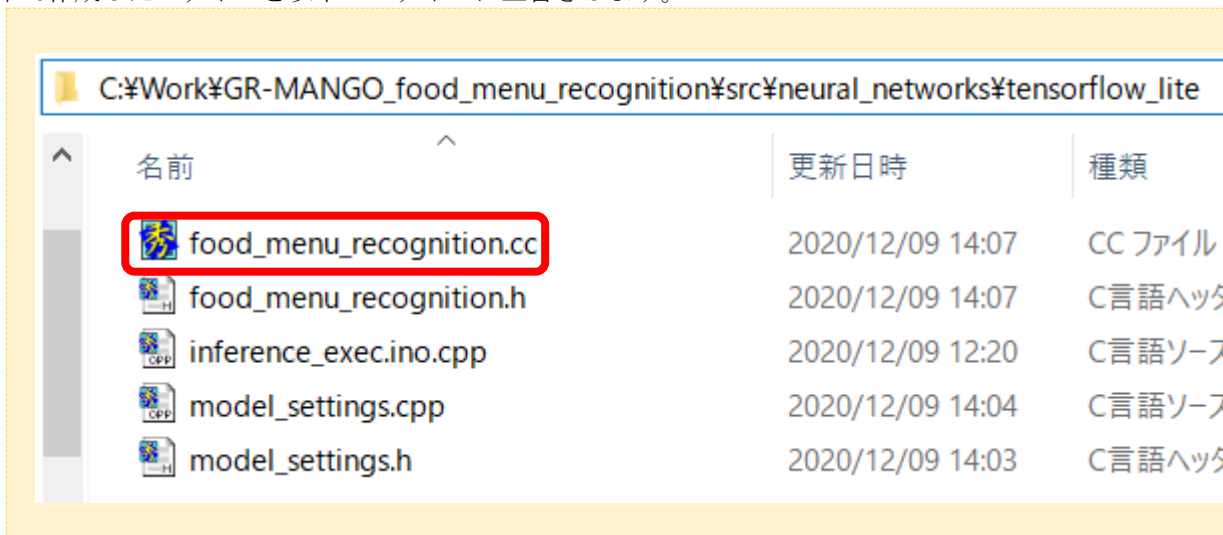 C:¥Work¥GR-MANGO_food_menu_recognition¥src¥neural_networks¥tensorflow_lite
名前 更新日時 種類
food_menu_recognition.cc 2020/12/09 14:07 CC ファイル
food_menu_recognition.h 2020/12/09 14:07 C言語ヘッダ
inference_exec.ino.cpp 2020/12/09 12:20 C言語ソース
model_settings.cpp 2020/12/09 14:04 C言語ソース
model_settings.h 2020/12/09 14:03 C言語ヘッダ